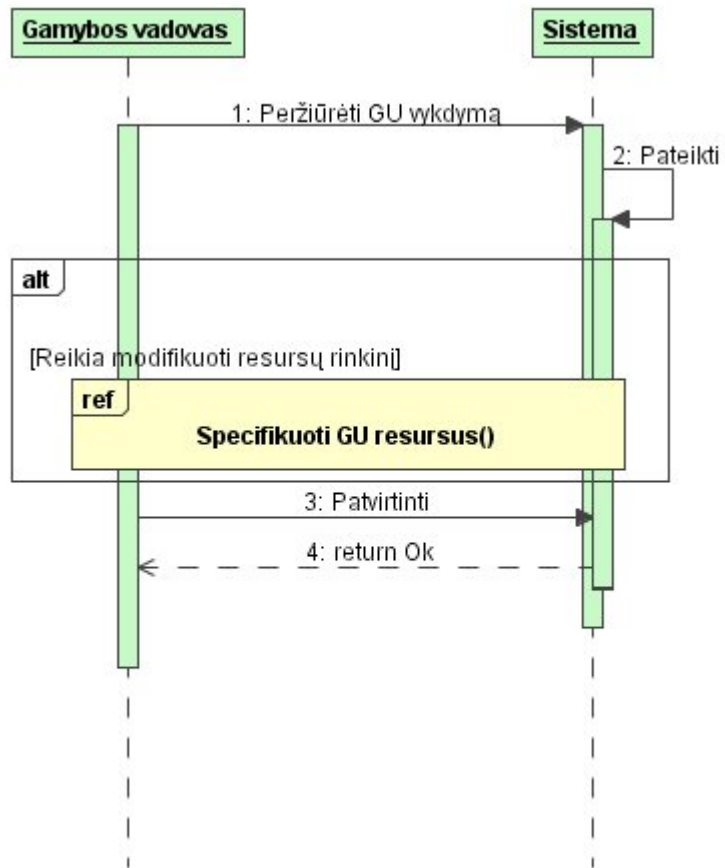 Gamybos vadovas
Sistema
1: Peržiūrėti GU vykdymą
2: Pateikti
alt
[Reikia modifikuoti resursų rinkinį]
ref
Specifikuoti GU resursus()
3: Patvirtinti
4: return Ok